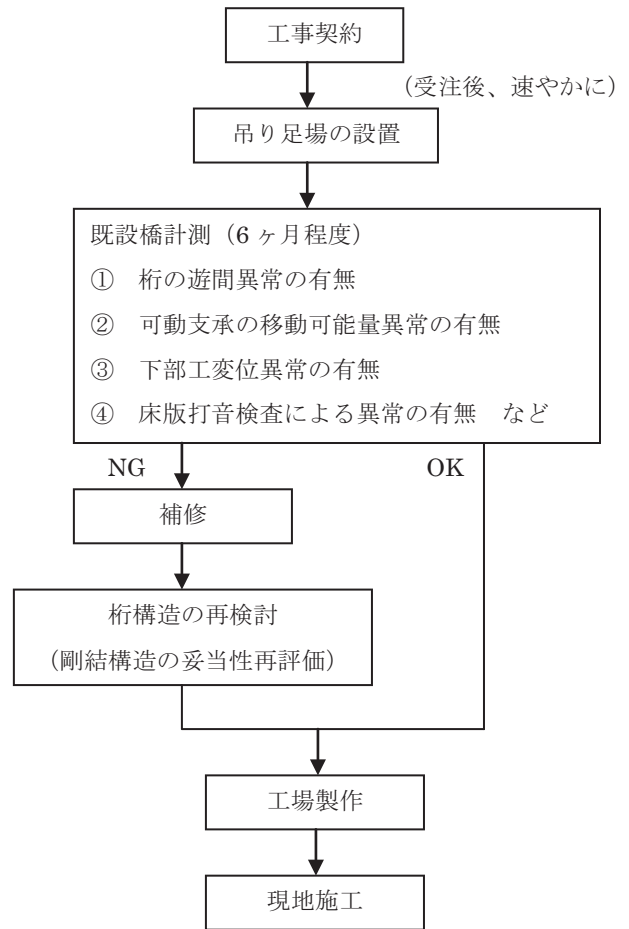 工事契約
（受注後、速やかに）
吊り足場の設置
既設橋計測（6 ヶ月程度）
①　桁の遊間異常の有無
②　可動支承の移動可能量異常の有無
③　下部工変位異常の有無
④　床版打音検査による異常の有無　など
NG
OK
補修
桁構造の再検討
（剛結構造の妥当性再評価）
工場製作
現地施工